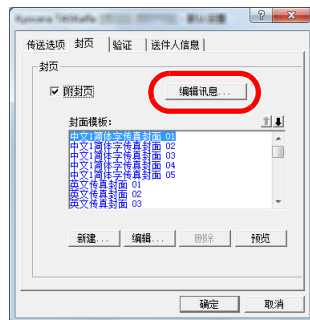 Kyocera TASKalfa
传送选项 封页 验证 送件人信息
封页
附封页
编辑讯息...
封面模板：
中文1简体字传真封面 01
中文1简体字传真封面 02
中文1简体字传真封面 03
中文1简体字传真封面 04
中文1简体字传真封面 05
英文传真封面 01
英文传真封面 02
英文传真封面 03
新建... 编辑... 删除 预览
确定 取消